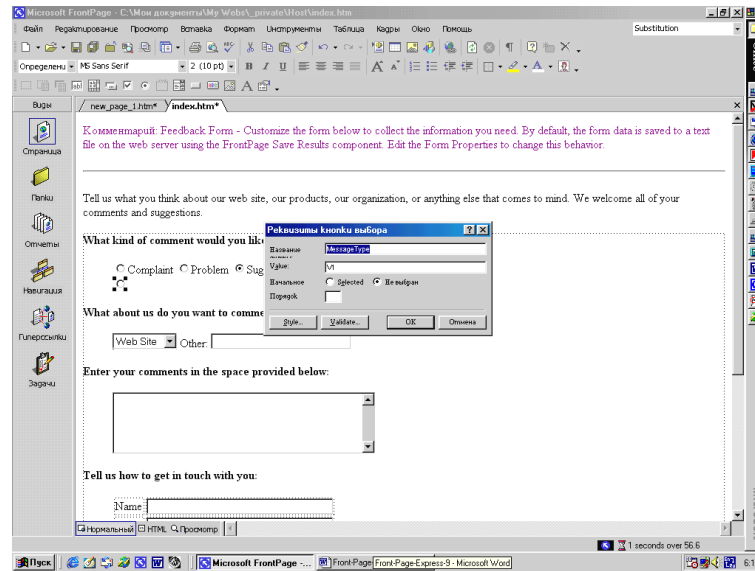 Microsoft FrontPage - C:\Мои документы\My Webs\_private\Host\index.htm
Файл Редактирование Просмотр Вставка Формат Инструменты Таблица Кадры Окно Помощь
Substitution
Определены MS Sans Serif 2 (10 pt)
Виды
new_page_1.htm* index.htm*
Комментарий: Feedback Form - Customize the form below to collect the information you need. By default, the form data is saved to a text
file on the web server using the FrontPage Save Results component. Edit the Form Properties to change this behavior.
Страница
Папки
Отчеты
Навигация
Гиперссылки
Задачи
Tell us what you think about our web site, our products, our organization, or anything else that comes to mind. We welcome all of your
comments and suggestions.
What kind of comment would you like
Complaint Problem Sug
What about us do you want to comme
Web Site Other:
Enter your comments in the space provided below:
Tell us how to get in touch with you:
Name
Реквизиты кнопки выбора
Название MessageType
Value: V1
Начальное Selected Не выбран
Порядок
Style... Validate... OK Отмена
Нормальный HTML Просмотр
1 seconds over 56.6
Пуск Microsoft FrontPage -... Front-Page Front-Page-Express-9 - Microsoft Word